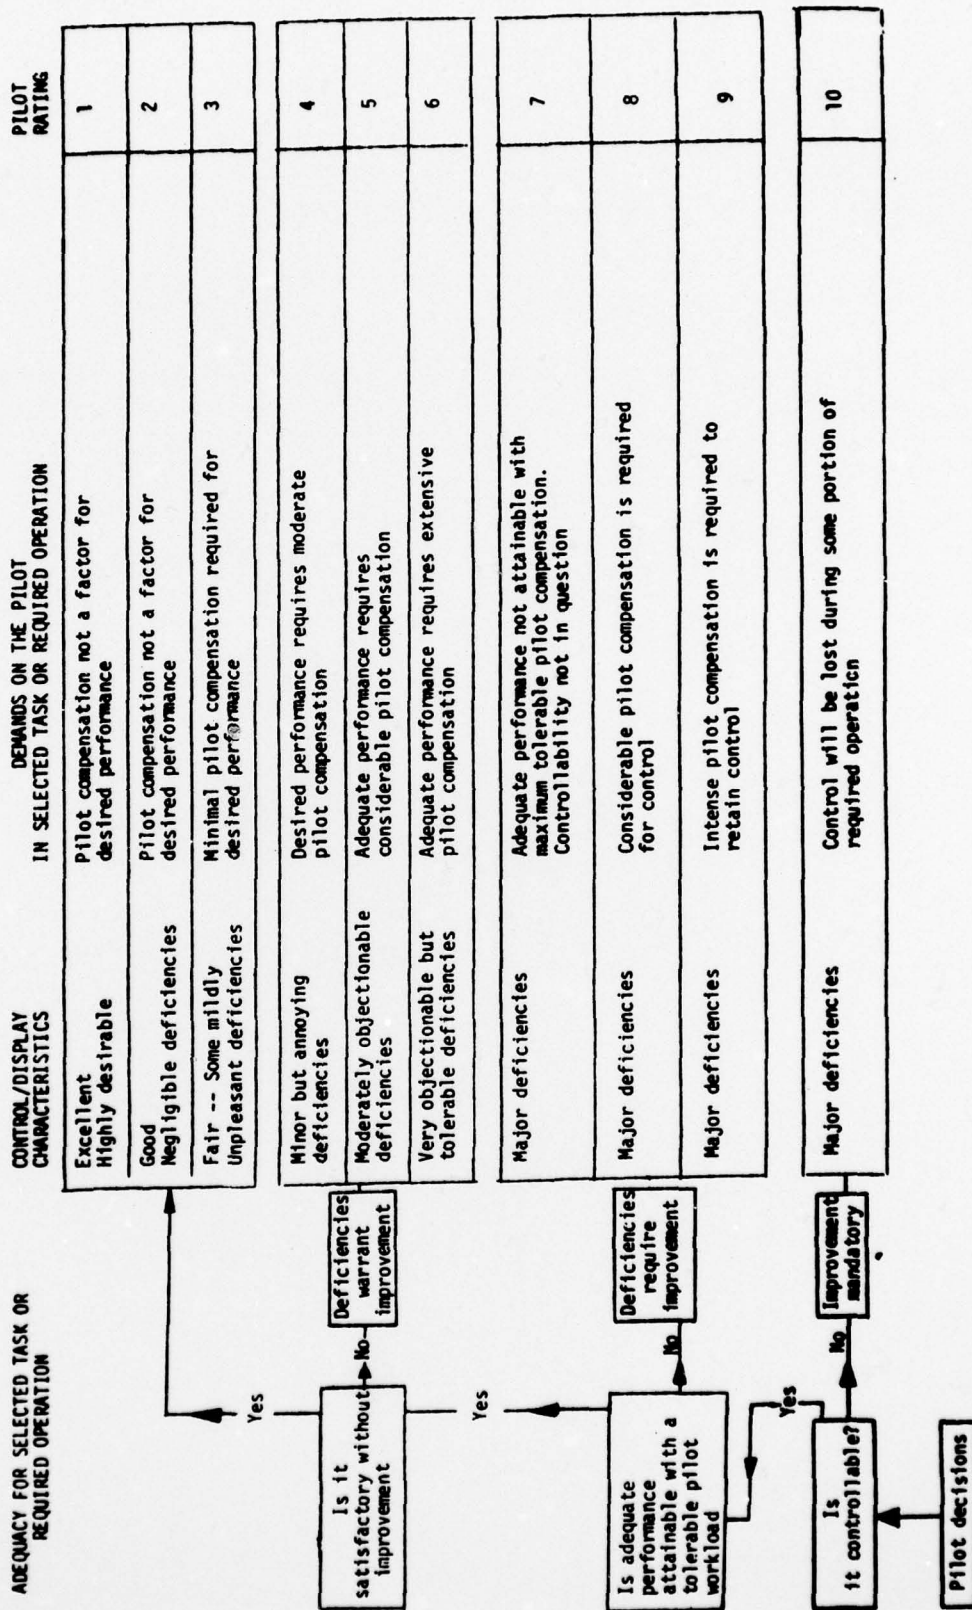 ADEQUACY FOR SELECTED TASK OR
REQUIRED OPERATION
CONTROL/DISPLAY
CHARACTERISTICS
DEMANDS ON THE PILOT
IN SELECTED TASK OR REQUIRED OPERATION
PILOT
RATING
Excellent
Highly desirable
Pilot compensation not a factor for
desired performance
1
Good
Negligible deficiencies
Pilot compensation not a factor for
desired performance
2
Fair -- Some mildly
Unpleasant deficiencies
Minimal pilot compensation required for
desired performance
3
Yes
Is it
satisfactory without
improvement
No
Deficiencies
warrant
improvement
Minor but annoying
deficiencies
Desired performance requires moderate
pilot compensation
4
Moderately objectionable
deficiencies
Adequate performance requires
considerable pilot compensation
5
Very objectionable but
tolerable deficiencies
Adequate performance requires extensive
pilot compensation
6
Yes
Is adequate
performance
attainable with a
tolerable pilot
workload
No
Deficiencies
require
improvement
Major deficiencies
Adequate performance not attainable with
maximum tolerable pilot compensation.
Controllability not in question
7
Major deficiencies
Considerable pilot compensation is required
for control
8
Major deficiencies
Intense pilot compensation is required to
retain control
9
Yes
Is
it controllable?
No
Improvement
mandatory
Major deficiencies
Control will be lost during some portion of
required operation
10
Pilot decisions